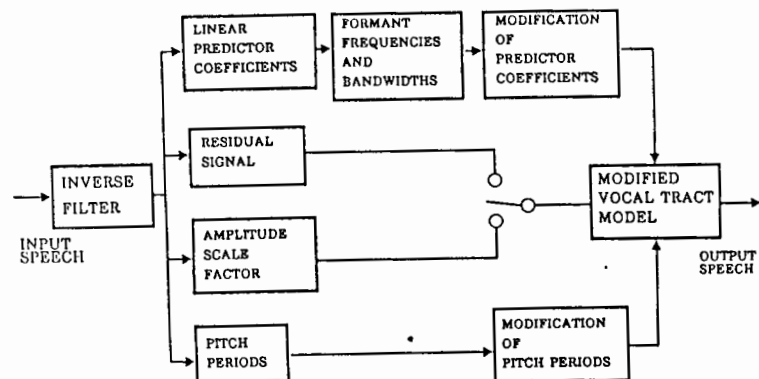 LINEAR
PREDICTOR
COEFFICIENTS
FORMANT
FREQUENCIES
AND
BANDWIDTHS
MODIFICATION
OF
PREDICTOR
COEFFICIENTS
RESIDUAL
SIGNAL
INVERSE
FILTER
INPUT
SPEECH
AMPLITUDE
SCALE
FACTOR
MODIFIED
VOCAL TRACT
MODEL
OUTPUT
SPEECH
PITCH
PERIODS
MODIFICATION
OF
PITCH PERIODS